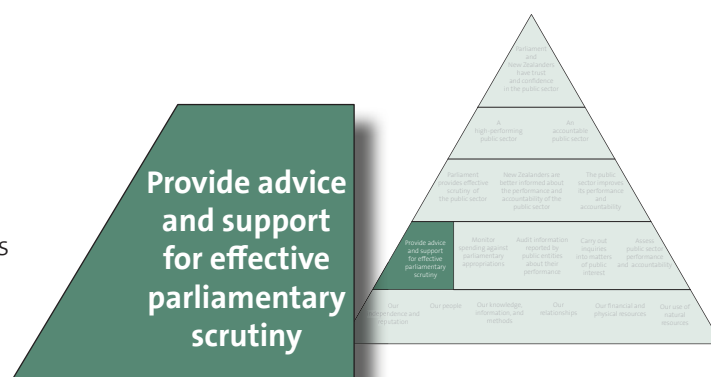 Provide advice
and support
for effective
parliamentary
scrutiny
s
Parliament
and
New Zealanders
have trust
and confidence
in the public sector
A
high-performing
public sector
An
accountable
public sector
Parliament
provides effective
scrutiny of
the public sector
New Zealanders are
better informed about
the performance and
accountability of the
public sector
The public
sector improves
its performance
and
accountability
Provide advice
and support
for effective
parliamentary
scrutiny
Monitor
spending against
parliamentary
appropriations
Audit information
reported by
public entities
about their
performance
Carry out
inquiries
into matters
of public
interest
Assess
public sector
performance
and accountability
Our
independence and
reputation
Our people
Our knowledge,
information, and
methods
Our
relationships
Our financial and
physical resources
Our use of
natural
resources